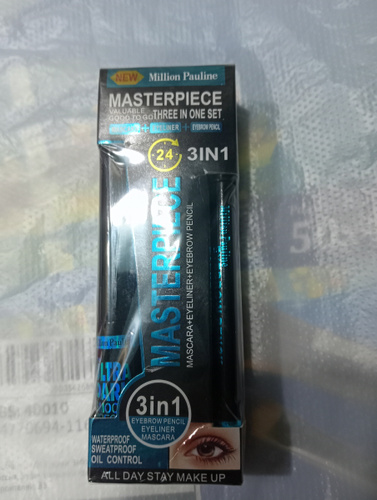 NEW Million Pauline
MASTERPIECE
VALUABLE
GOOD TO GO THREE IN ONE SET
EYEBROW PENCIL
24 3IN1
MASTERPIECE
MASCARA+EYELINER+EYEBROW PENCIL
3in1
EYEBROW PENCIL
EYELINER
MASCARA
WATERPROOF
SWEATPROOF
OIL CONTROL
ALL DAY STAY MAKE UP